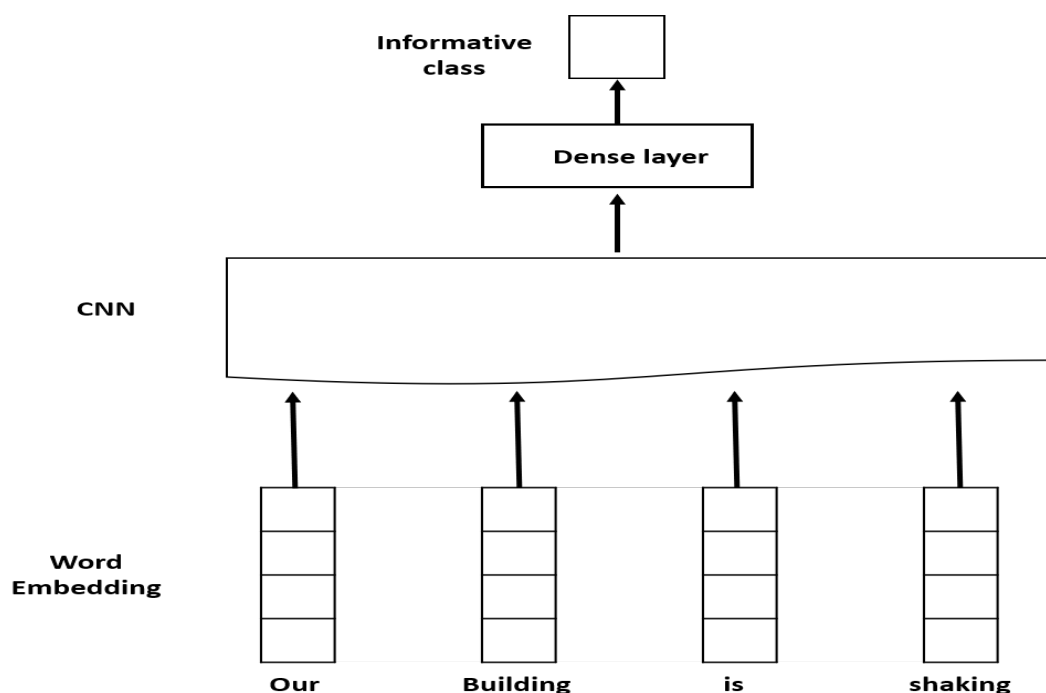 Informative
class
Dense layer
CNN
Word
Embedding
Our Building is shaking